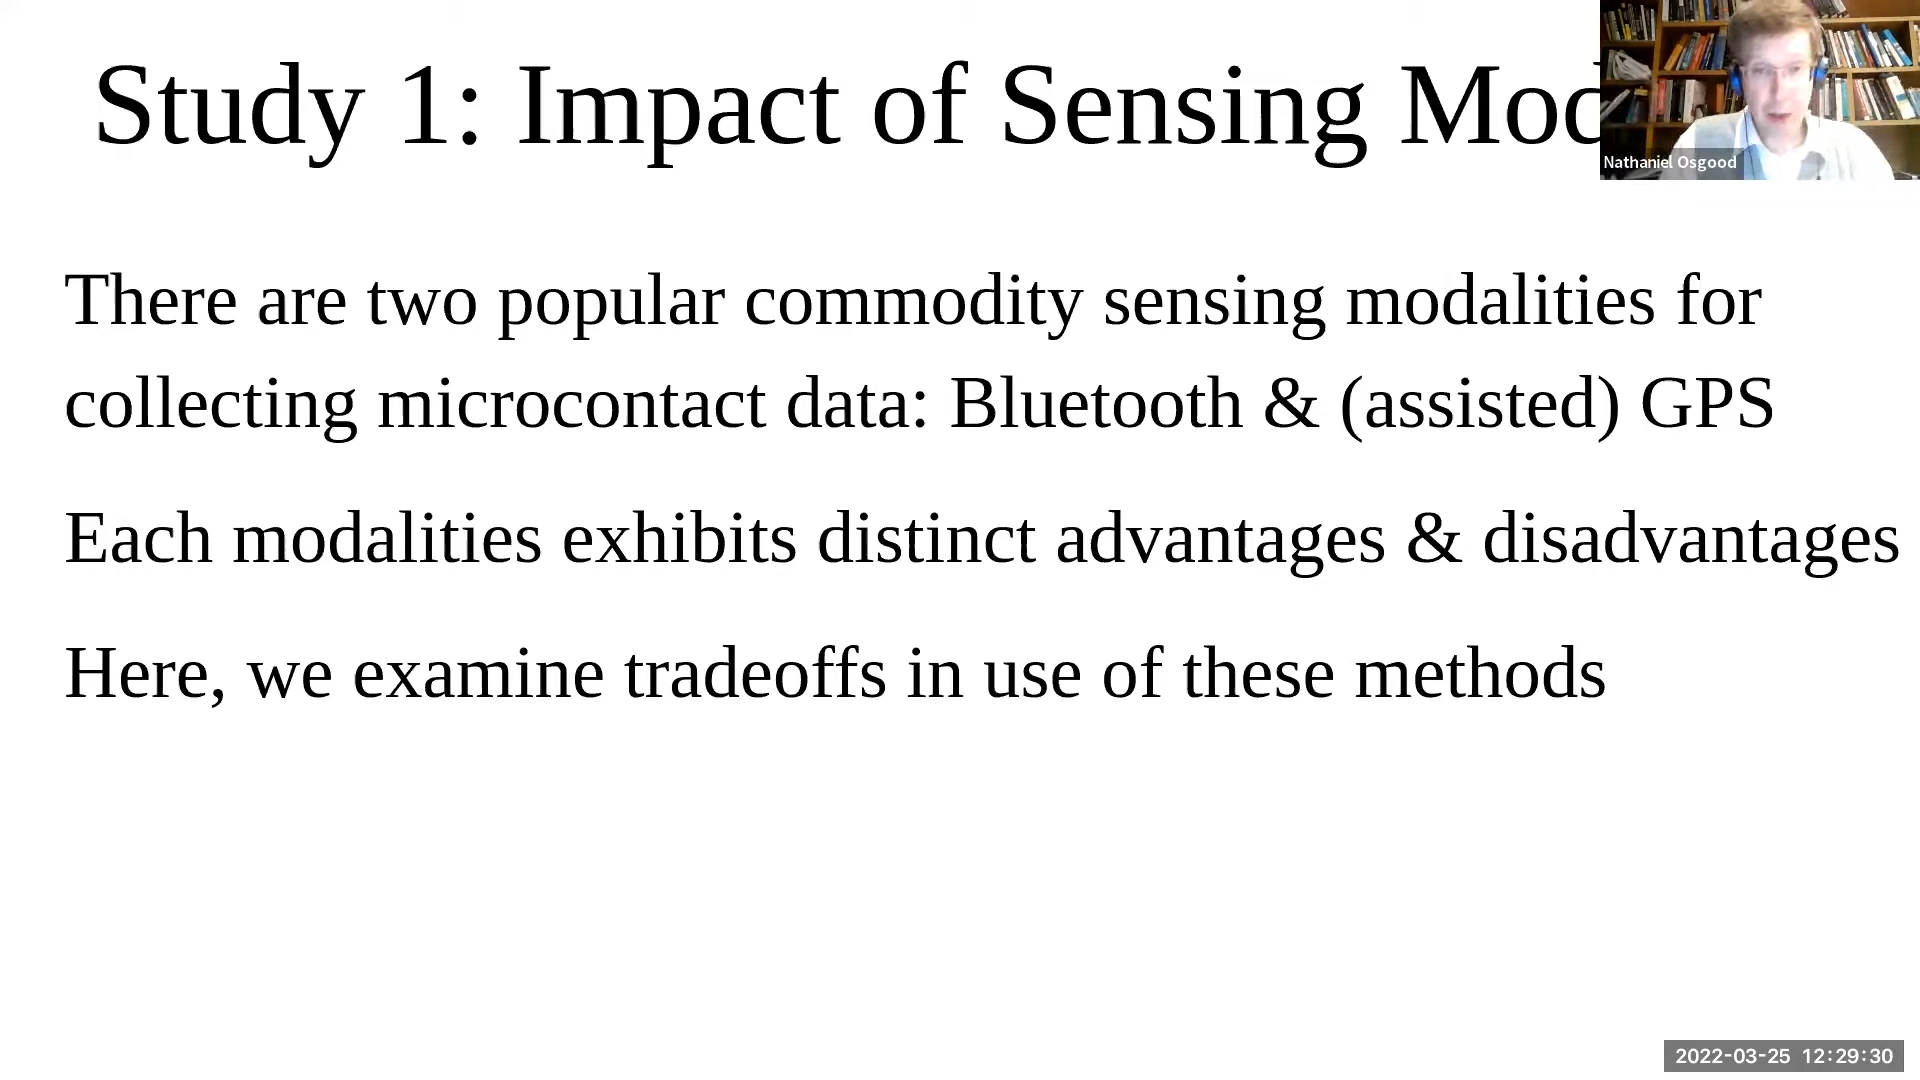 Study 1: Impact of Sensing
Nathaniel Osgood
There are two popular commodity sensing modalities for
collecting microcontact data: Bluetooth & (assisted) GPS
Each modalities exhibits distinct advantages & disadvantages
Here, we examine tradeoffs in use of these methods
2022-03-25 12:29:30